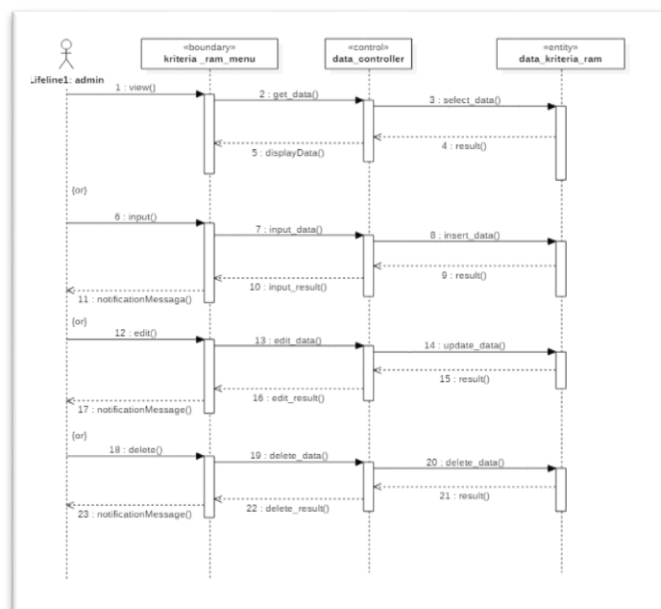 «boundary»
kriteria _ram_menu
«control»
data_controller
«entity»
data_kriteria_ram
Lifeline1: admin
1 : view()
2 : get_data()
3 : select_data()
4 : result()
5 : displayData()
{or}
6 : input()
7 : input_data()
8 : insert_data()
9 : result()
10 : input_result()
11 : notificationMessaga()
{or}
12 : edit()
13 : edit_data()
14 : update_data()
15 : result()
16 : edit_result()
17 : notificationMessage()
{or}
18 : delete()
19 : delete_data()
20 : delete_data()
21 : result()
22 : delete_result()
23 : notificationMessage()